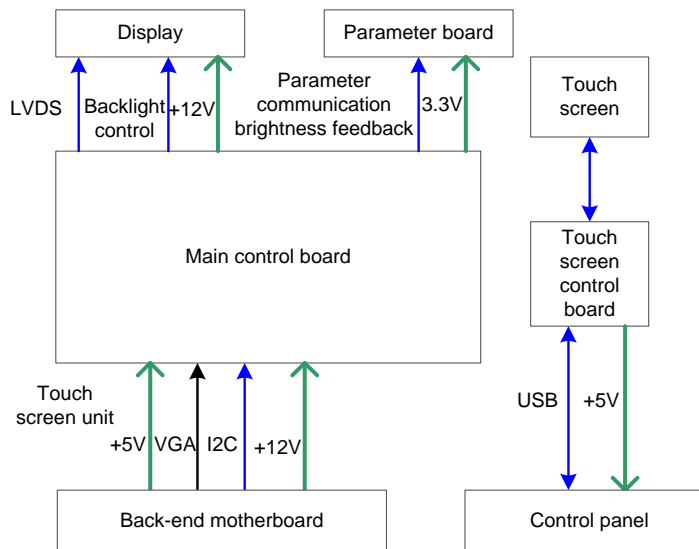 Display
Parameter board
LVDS
Backlight
control
+12V
Parameter
communication
brightness feedback
3.3V
Touch
screen
Main control board
Touch
screen
control
board
Touch
screen unit
+5V
VGA
I2C
+12V
USB
+5V
Back-end motherboard
Control panel